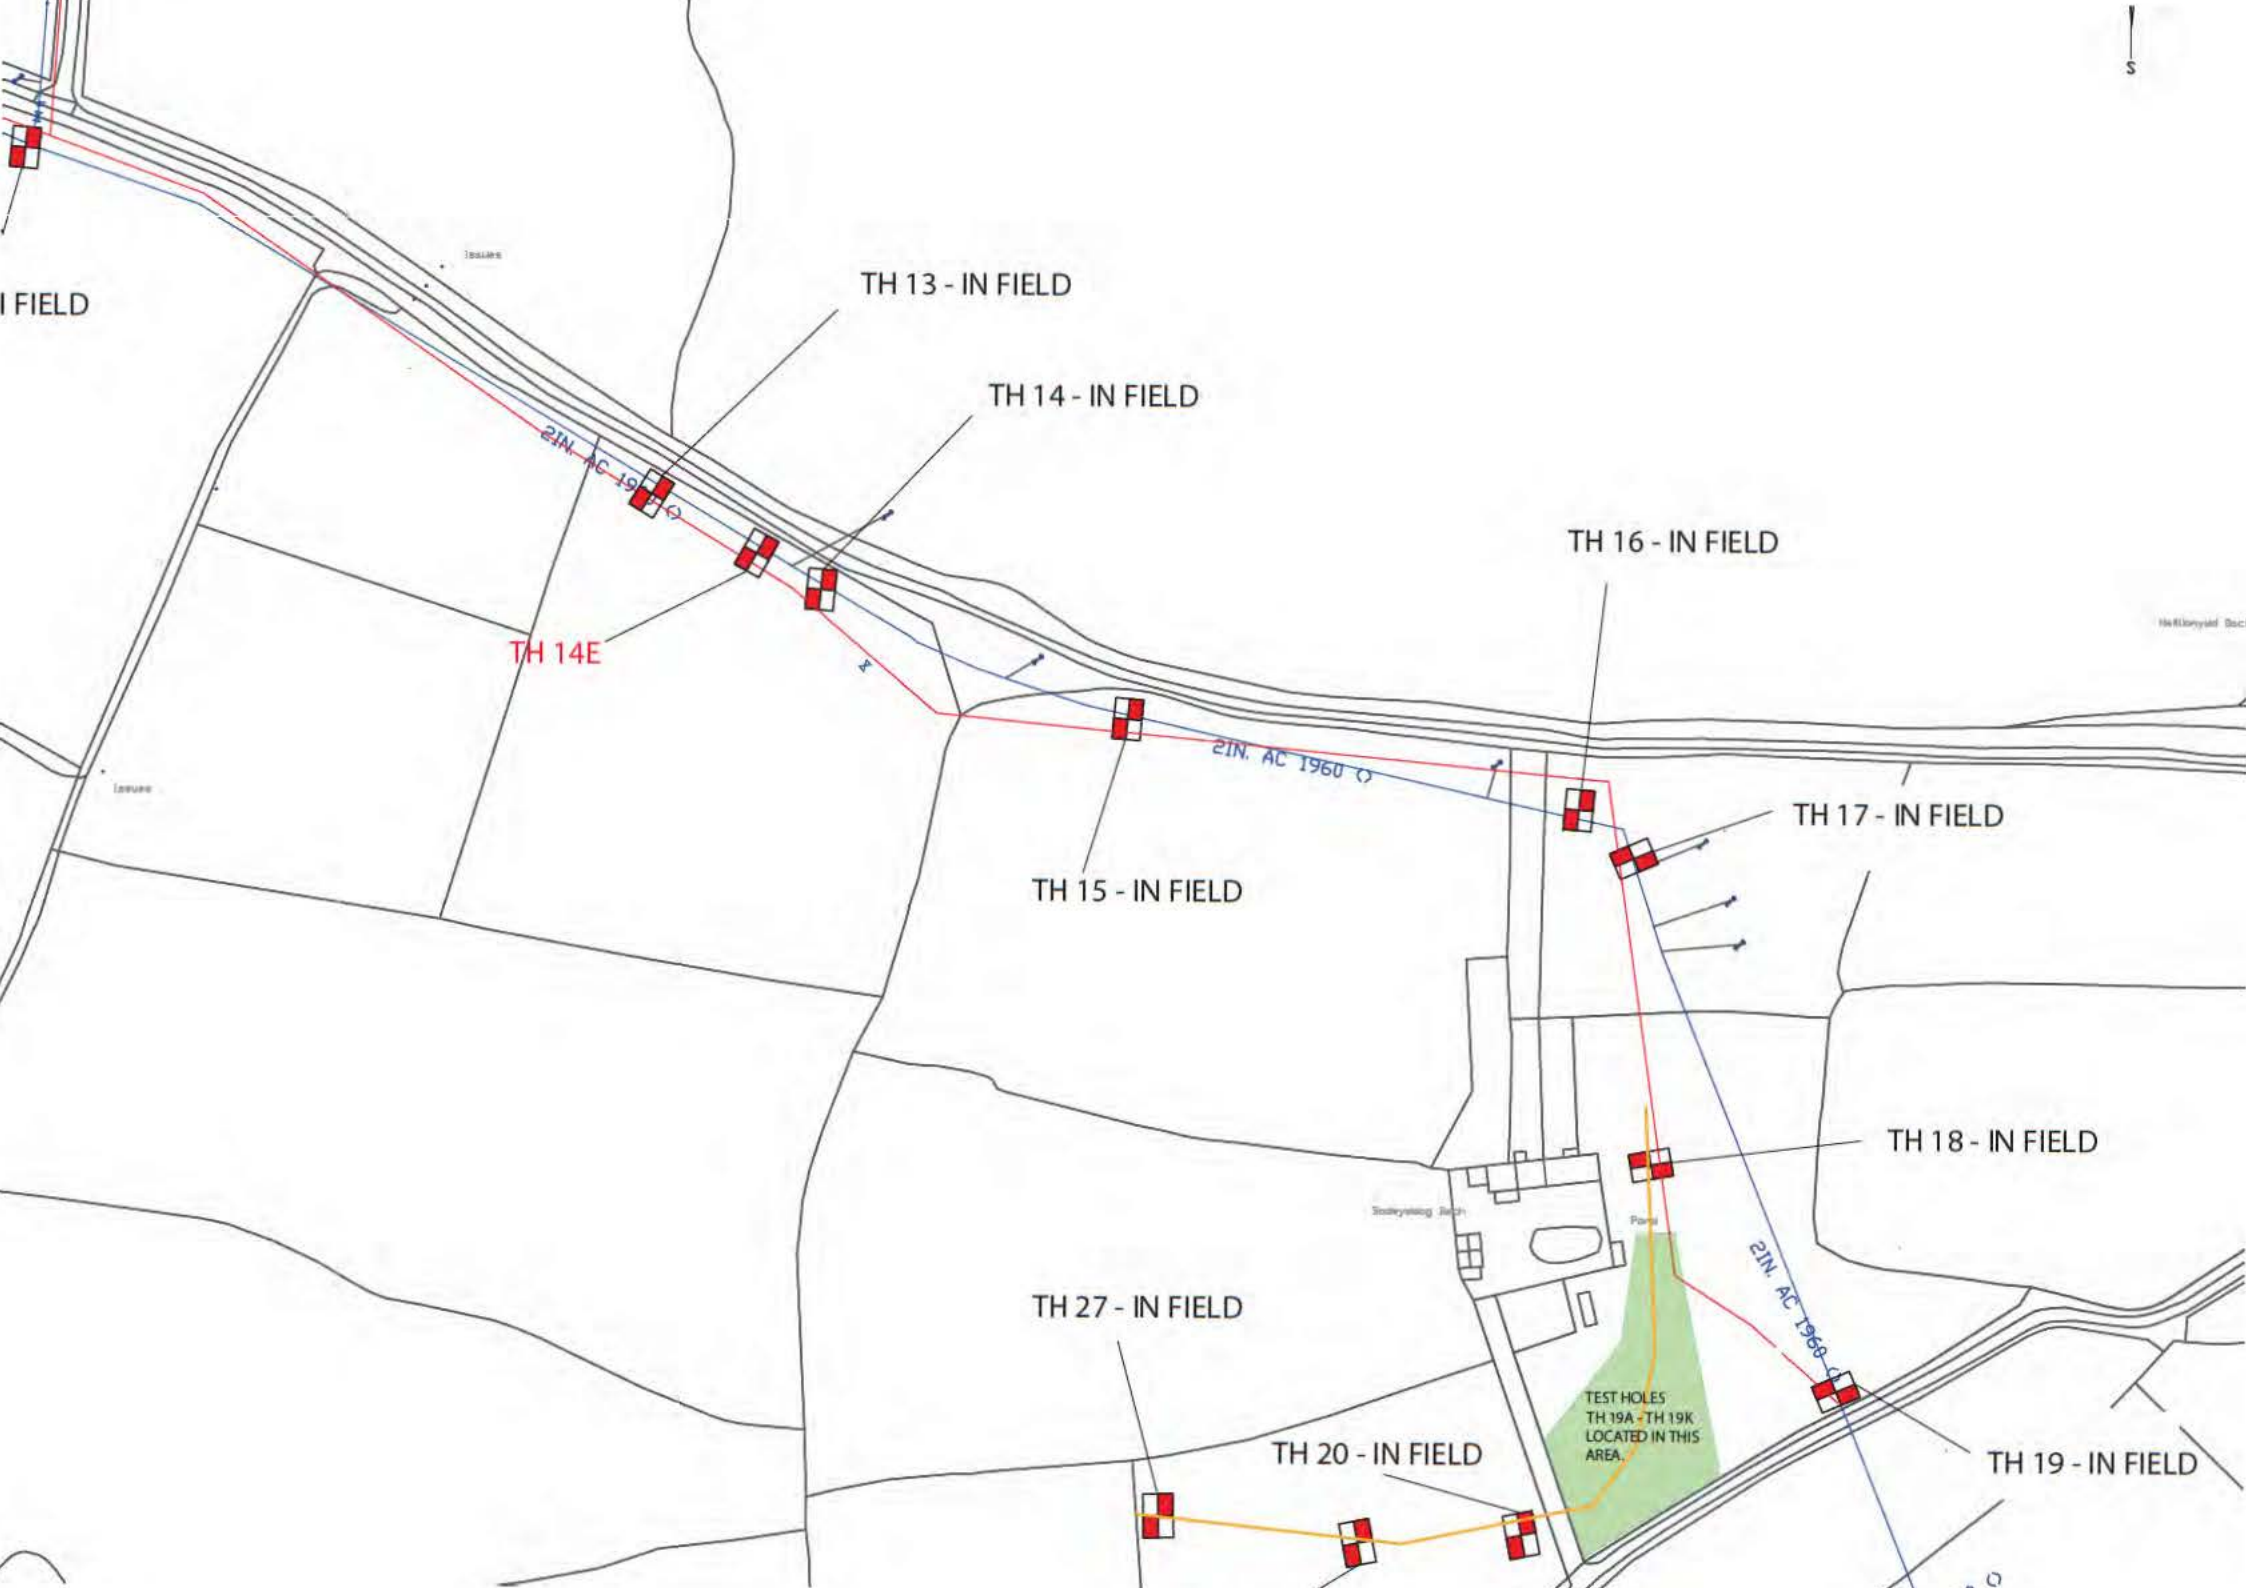 S
Issues
TH 13 - IN FIELD
FIELD
TH 14 - IN FIELD
2IN. AC
TH 16 - IN FIELD
TH 14E
2IN. AC 1960
Issues
TH 17 - IN FIELD
TH 15 - IN FIELD
TH 18 - IN FIELD
Pond
2IN. AC 1960
TH 27 - IN FIELD
TEST HOLES
TH 19A - TH 19K
LOCATED IN THIS
AREA.
TH 20 - IN FIELD
TH 19 - IN FIELD